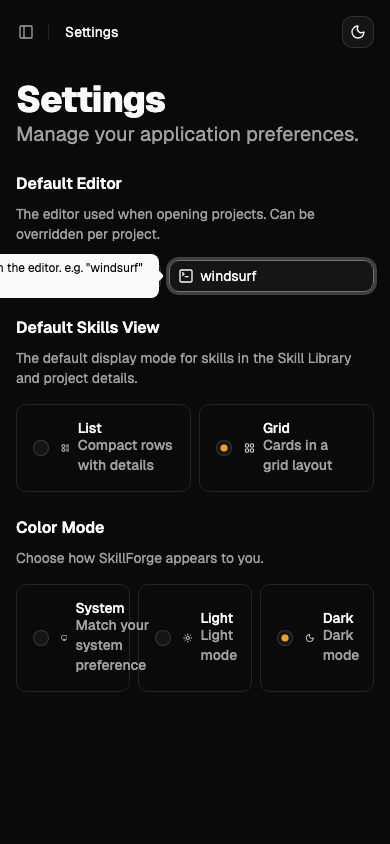 Settings
Settings
Manage your application preferences.
Default Editor
The editor used when opening projects. Can be
overridden per project.
the editor. e.g. "windsurf"
windsurf
Default Skills View
The default display mode for skills in the Skill Library
and project details.
List
Compact rows
with details
Grid
Cards in a
grid layout
Color Mode
Choose how SkillForge appears to you.
System
Match your
system
preference
Light
Light
mode
Dark
Dark
mode